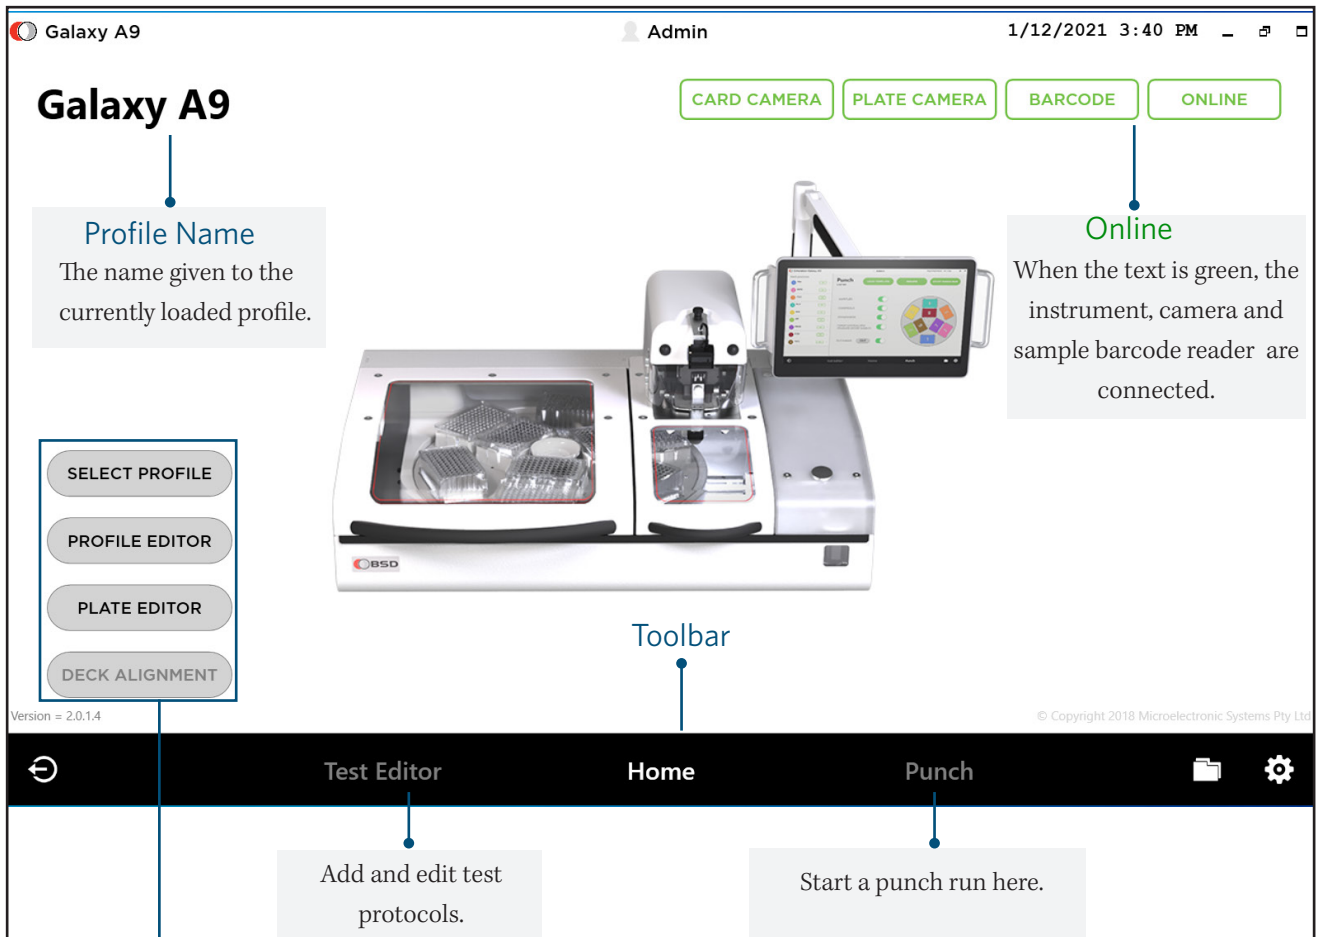 Galaxy A9
Admin
1/12/2021 3:40 PM
Galaxy A9
CARD CAMERA
PLATE CAMERA
BARCODE
ONLINE
Profile Name
The name given to the
currently loaded profile.
Online
When the text is green, the
instrument, camera and
sample barcode reader are
connected.
Punch
SELECT PROFILE
PROFILE EDITOR
PLATE EDITOR
DECK ALIGNMENT
BSD
Toolbar
Version = 2.0.1.4
© Copyright 2018 Microelectronic Systems Pty Ltd
Test Editor
Home
Punch
Add and edit test
protocols.
Start a punch run here.